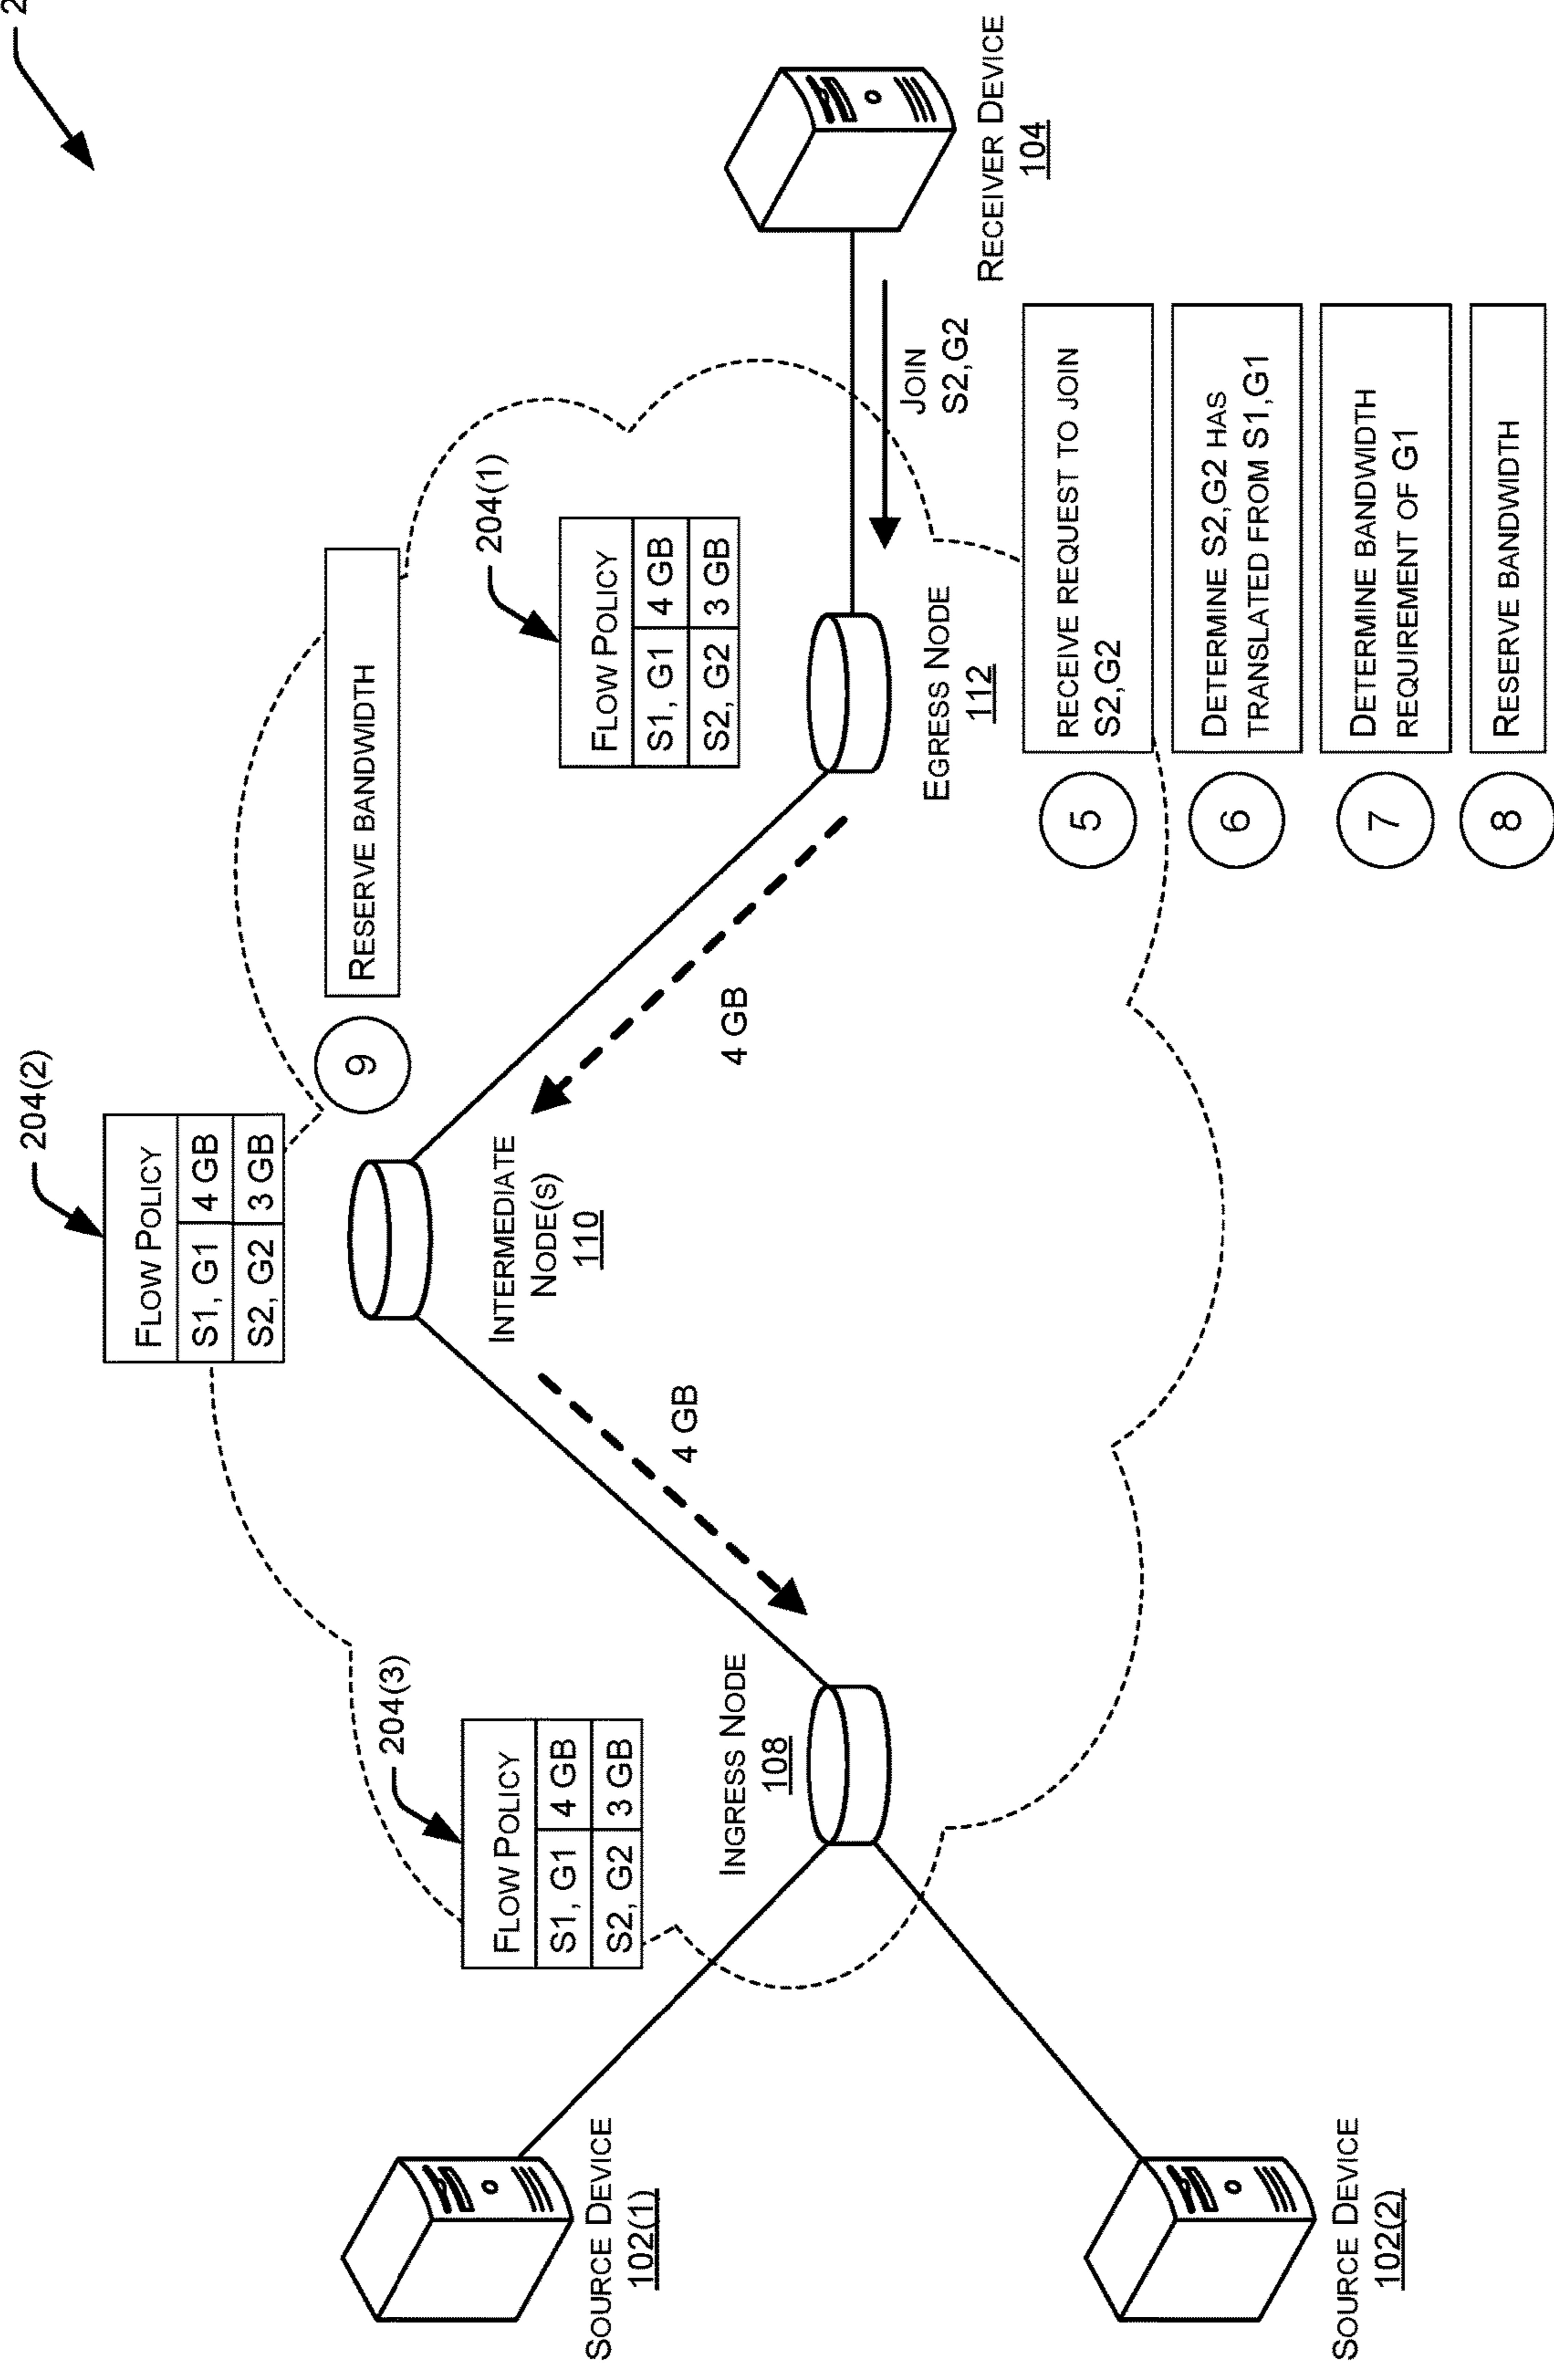 2
204(2)
FLOW POLICY
S1, G1 4 GB
S2, G2 3 GB
9
RESERVE BANDWIDTH
204(3)
FLOW POLICY
S1, G1 4 GB
S2, G2 3 GB
204(1)
FLOW POLICY
S1, G1 4 GB
S2, G2 3 GB
INTERMEDIATE
NODE(S)
110
4 GB
4 GB
SOURCE DEVICE
102(1)
INGRESS NODE
108
EGRESS NODE
112
JOIN
S2,G2
RECEIVER DEVICE
104
5
RECEIVE REQUEST TO JOIN
S2,G2
6
DETERMINE S2,G2 HAS
TRANSLATED FROM S1,G1
7
DETERMINE BANDWIDTH
REQUIREMENT OF G1
8
RESERVE BANDWIDTH
SOURCE DEVICE
102(2)